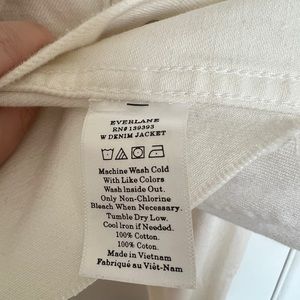 EVERLANE
RN# 139393
W DENIM JACKET
Machine Wash Cold
With Like Colors
Wash Inside Out.
Only Non-Chlorine
Bleach When Necessary.
Tumble Dry Low.
Cool Iron if Needed.
100% Cotton.
100% Coton.
Made in Vietnam
Fabriqué au Viêt-Nam